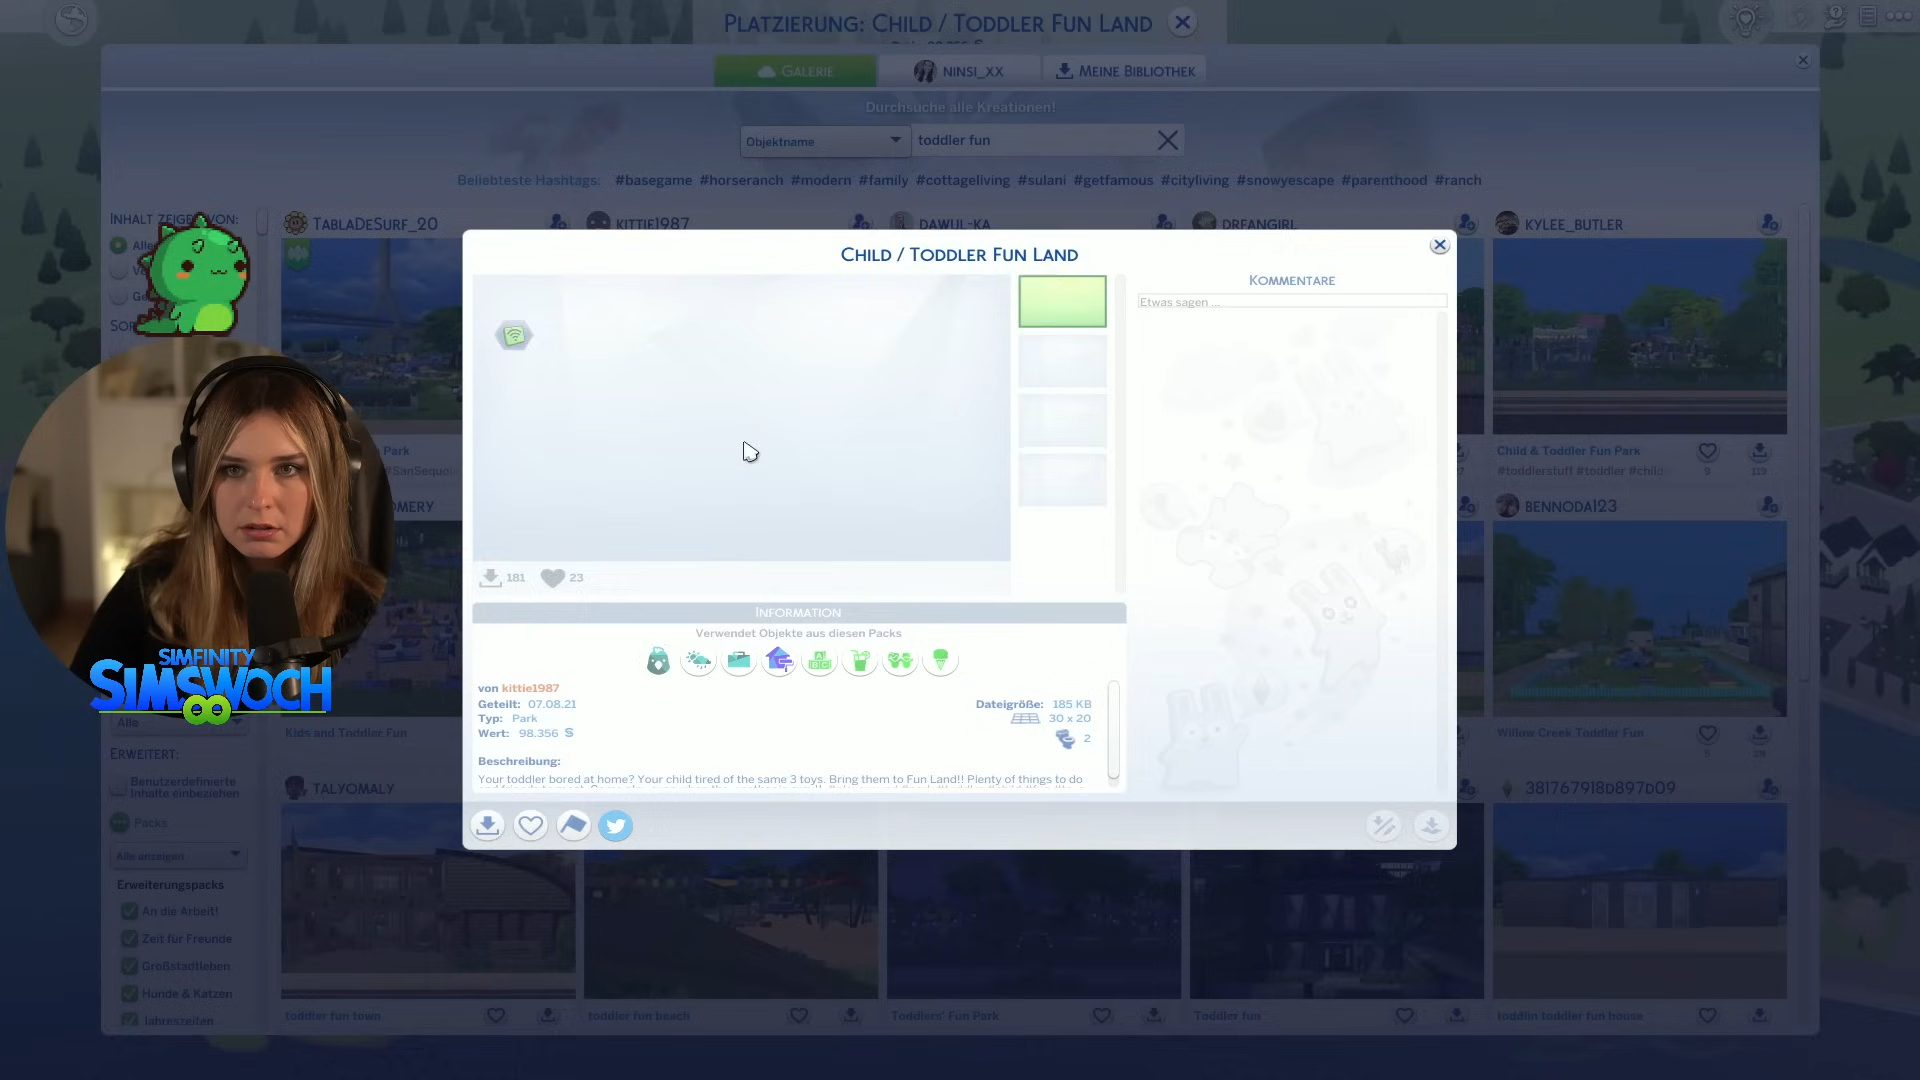 Platzierung: Child / Toddler Fun Land
Galerie
ninsi_xx
Meine Bibliothek
Durchsuche alle Kreationen!
Objektname
toddler fun
Beliebteste Hashtags: #basegame #horseranch #modern #family #cottageliving #sulani #getfamous #cityliving #snowyescape #parenthood #ranch
Inhalt zeigen von:
TablaDeSurf_20
kittie1987
dawul-ka
Kylee_Butler
Child / Toddler Fun Land
Kommentare
Etwas sagen ...
181
23
Park
Child & Toddler Fun Park
#toddlerstuff #toddler #child
9
119
bennoda123
Information
Verwendet Objekte aus diesen Packs
von kittie1987
Geteilt: 07.08.21
Typ: Park
Wert: 98.356 §
Dateigröße: 185 KB
30 x 20
2
Beschreibung:
Your toddler bored at home? Your child tired of the same 3 toys. Bring them to Fun Land!! Plenty of things to do
SIMFINITY
SIMSWOCH
Alle
Kids and Toddler Fun
Willow Creek Toddler Fun
Erweitert:
Benutzerdefinierte
Inhalte einbeziehen
Packs
Alle anzeigen
Erweiterungspacks
An die Arbeit!
Zeit für Freunde
Großstadtleben
Hunde & Katzen
Jahreszeiten
talyomaly
381767918d897d09
toddler fun town
toddler fun beach
Toddlers' Fun Park
Toddler fun
toddlin toddler fun house